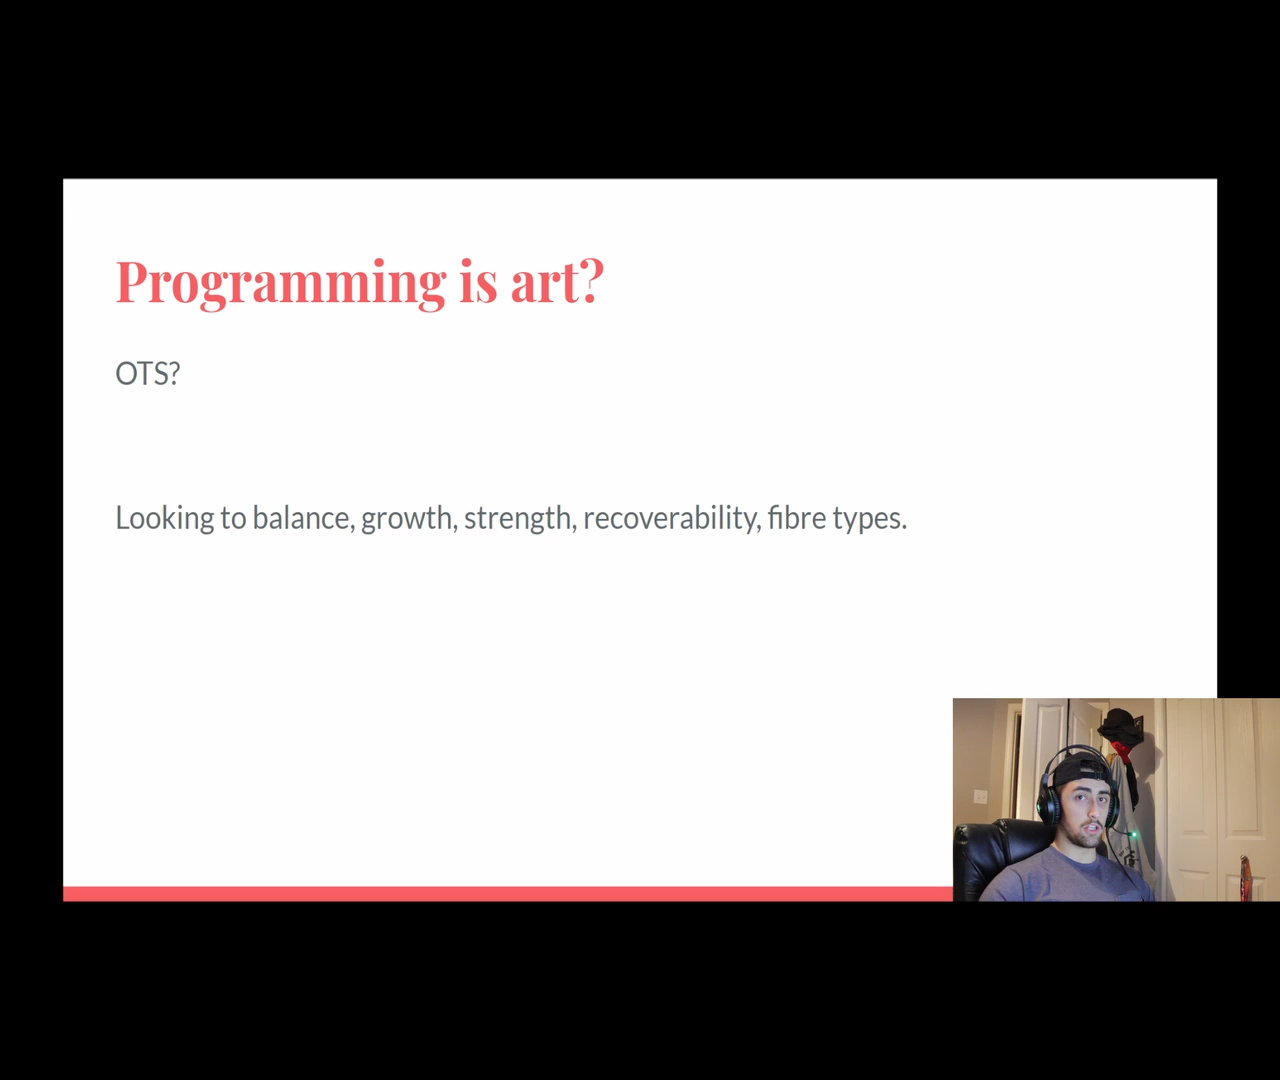 Programming is art?
OTS?
Looking to balance, growth, strength, recoverability, fibre types.